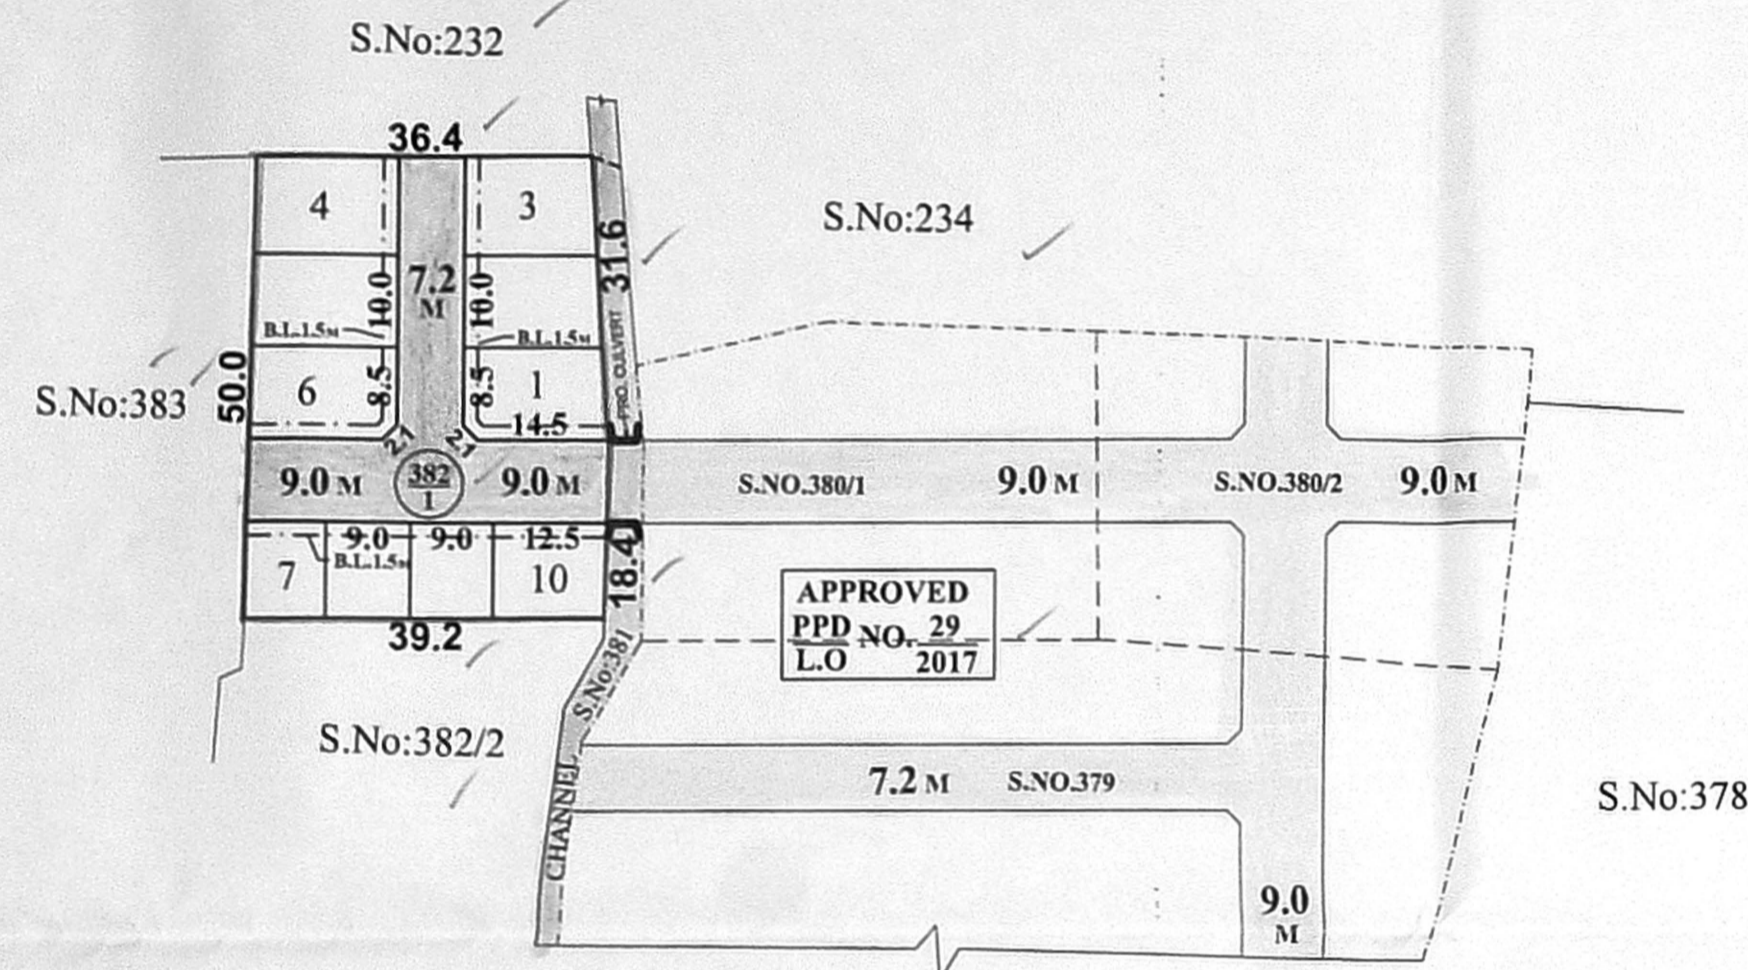 S.No:232
36.4
4
3
S.No:234
31.6
7.2
M
10.0
10.0
B.L.1.5M
B.L.1.5M
PRO. CULVERT
50.0
S.No:383
6
8.5
8.5
1
14.5
2.1
2.1
9.0 M
382
1
9.0 M
S.NO.380/1
9.0 M
S.NO.380/2
9.0 M
9.0
9.0
12.5
B.L.1.5M
7
10
18.4
39.2
APPROVED
PPD NO. 29
L.O 2017
S.No:381
S.No:382/2
CHANNEL
7.2 M
S.NO.379
S.No:378
9.0
M